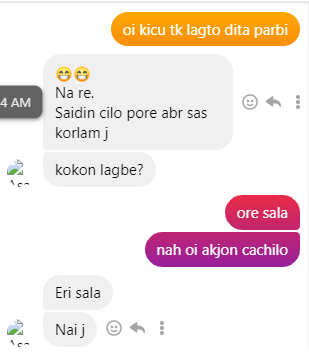 oi kicu tk lagto dita parbi
😁😁
Na re.
Saidin cilo pore abr sas
korlam j
4 AM
kokon lagbe?
ore sala
nah oi akjon cachilo
Eri sala
Nai j